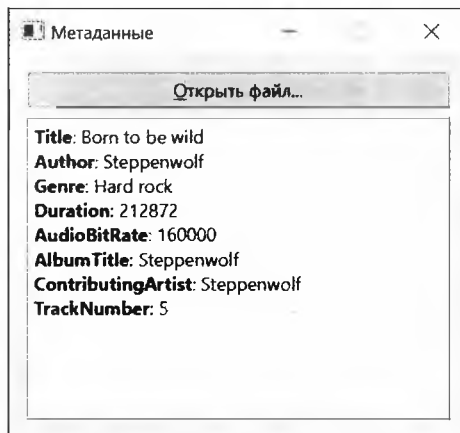 Метаданные
Открыть файл...
Title: Born to be wild
Author: Steppenwolf
Genre: Hard rock
Duration: 212872
AudioBitRate: 160000
AlbumTitle: Steppenwolf
ContributingArtist: Steppenwolf
TrackNumber: 5